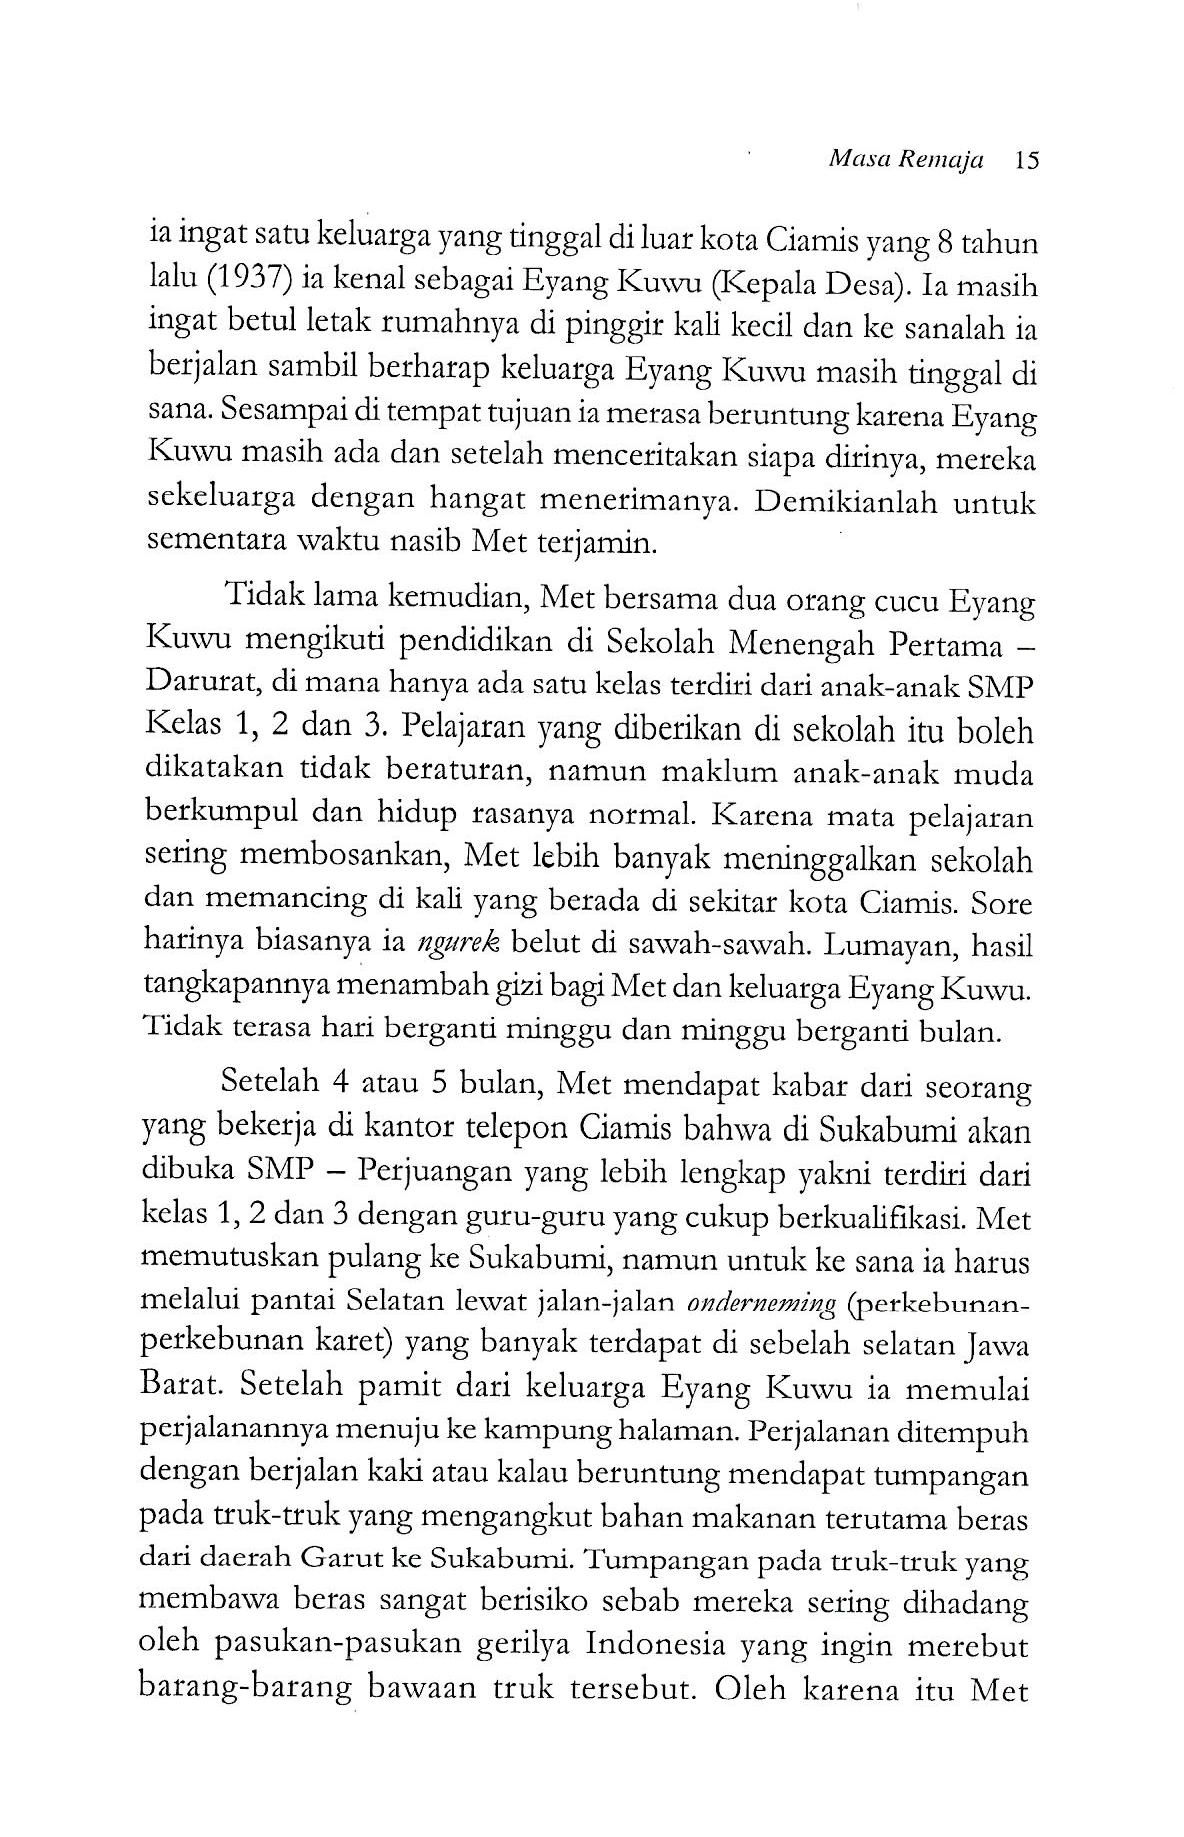 Masa Remaja 15
ia ingat satu keluarga yang tinggal di luar kota Ciamis yang 8 tahun
lalu (1937) ia kenal sebagai Eyang Kuwu (Kepala Desa). Ia masih
ingat betul letak rumahnya di pinggir kali kecil dan ke sanalah ia
berjalan sambil berharap keluarga Eyang Kuwu masih tinggal di
sana. Sesampai di tempat tujuan ia merasa beruntung karena Eyang
Kuwu masih ada dan setelah menceritakan siapa dirinya, mereka
sekeluarga dengan hangat menerimanya. Demikianlah untuk
sementara waktu nasib Met terjamin.
Tidak lama kemudian, Met bersama dua orang cucu Eyang
Kuwu mengikuti pendidikan di Sekolah Menengah Pertama –
Darurat, di mana hanya ada satu kelas terdiri dari anak-anak SMP
Kelas 1, 2 dan 3. Pelajaran yang diberikan di sekolah itu boleh
dikatakan tidak beraturan, namun maklum anak-anak muda
berkumpul dan hidup rasanya normal. Karena mata pelajaran
sering membosankan, Met lebih banyak meninggalkan sekolah
dan memancing di kali yang berada di sekitar kota Ciamis. Sore
harinya biasanya ia ngurek belut di sawah-sawah. Lumayan, hasil
tangkapannya menambah gizi bagi Met dan keluarga Eyang Kuwu.
Tidak terasa hari berganti minggu dan minggu berganti bulan.
Setelah 4 atau 5 bulan, Met mendapat kabar dari seorang
yang bekerja di kantor telepon Ciamis bahwa di Sukabumi akan
dibuka SMP – Perjuangan yang lebih lengkap yakni terdiri dari
kelas 1, 2 dan 3 dengan guru-guru yang cukup berkualifikasi. Met
memutuskan pulang ke Sukabumi, namun untuk ke sana ia harus
melalui pantai Selatan lewat jalan-jalan onderneming (perkebunan-
perkebunan karet) yang banyak terdapat di sebelah selatan Jawa
Barat. Setelah pamit dari keluarga Eyang Kuwu ia memulai
perjalanannya menuju ke kampung halaman. Perjalanan ditempuh
dengan berjalan kaki atau kalau beruntung mendapat tumpangan
pada truk-truk yang mengangkut bahan makanan terutama beras
dari daerah Garut ke Sukabumi. Tumpangan pada truk-truk yang
membawa beras sangat berisiko sebab mereka sering dihadang
oleh pasukan-pasukan gerilya Indonesia yang ingin merebut
barang-barang bawaan truk tersebut. Oleh karena itu Met